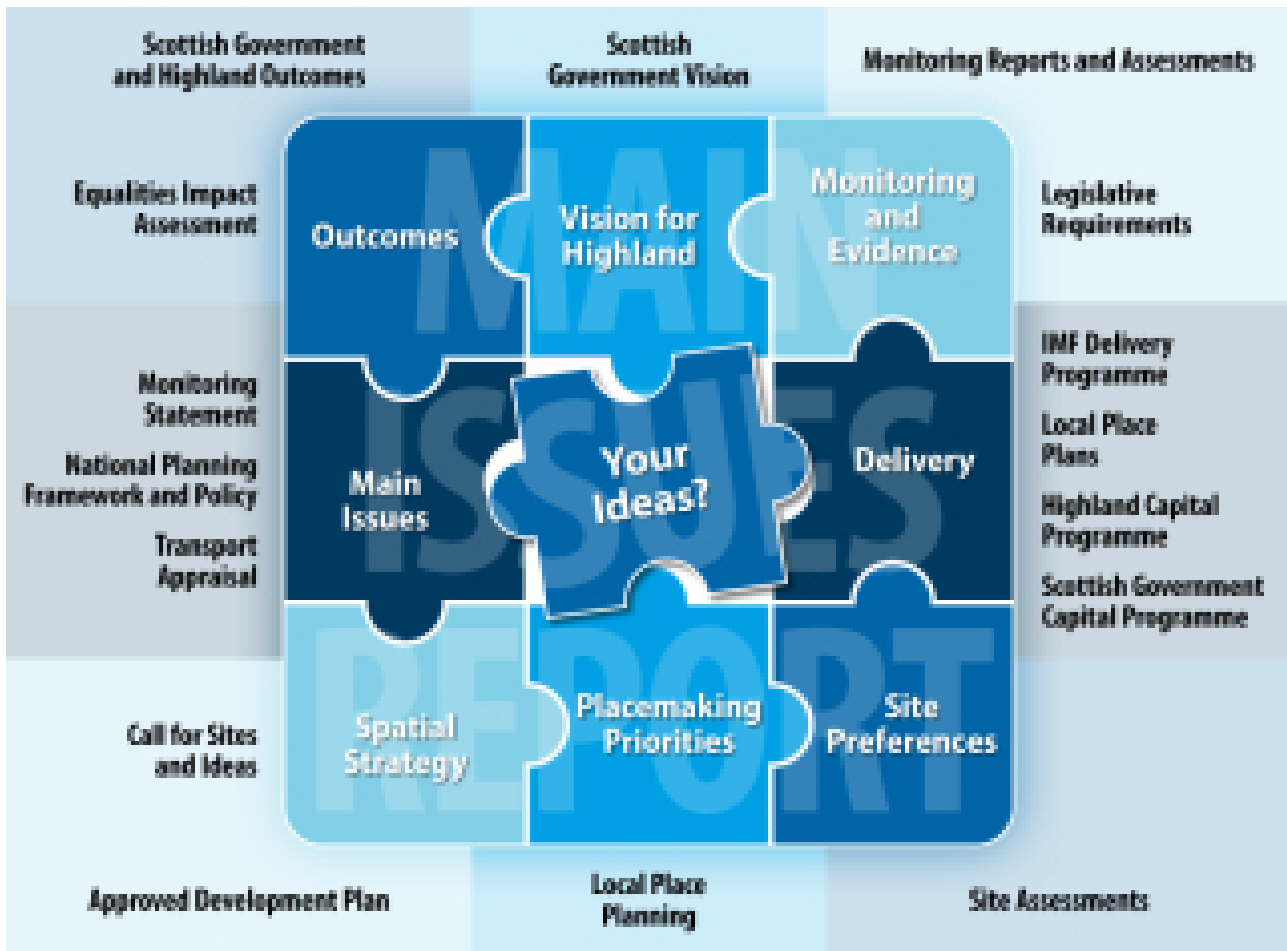 Scottish Government
and Highland Outcomes
Scottish
Government Vision
Monitoring Reports and Assessments
Equalities Impact
Assessment
Legislative
Requirements
MAIN
ISSUES
REPORT
Outcomes
Vision for
Highland
Monitoring
and
Evidence
Monitoring
Statement
National Planning
Framework and Policy
Transport
Appraisal
Main
Issues
Your
Ideas?
Delivery
IMF Delivery
Programme
Local Place
Plans
Highland Capital
Programme
Scottish Government
Capital Programme
Call for Sites
and Ideas
Spatial
Strategy
Placemaking
Priorities
Site
Preferences
Approved Development Plan
Local Place
Planning
Site Assessments